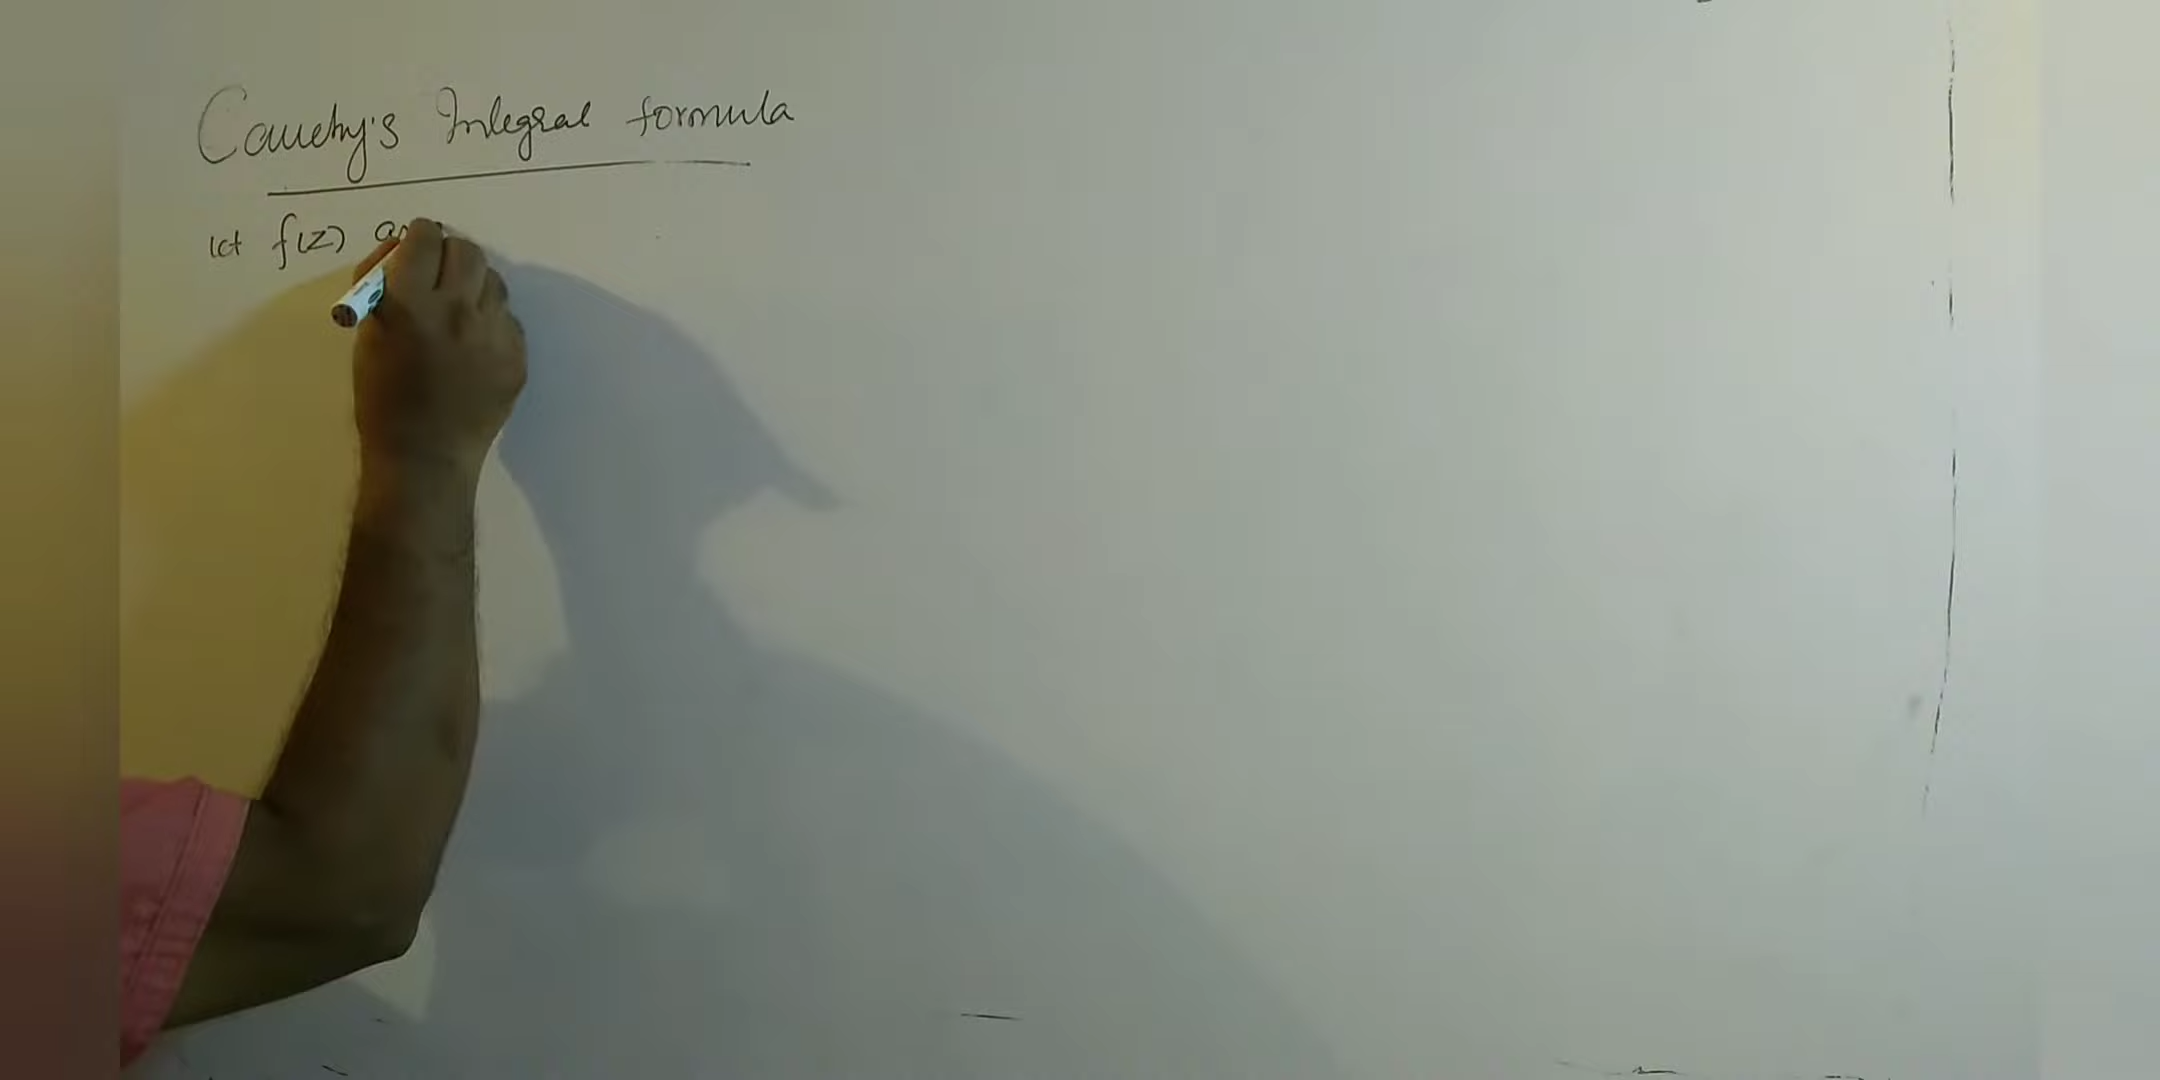 Cauchy's Integral formula
let f(z)